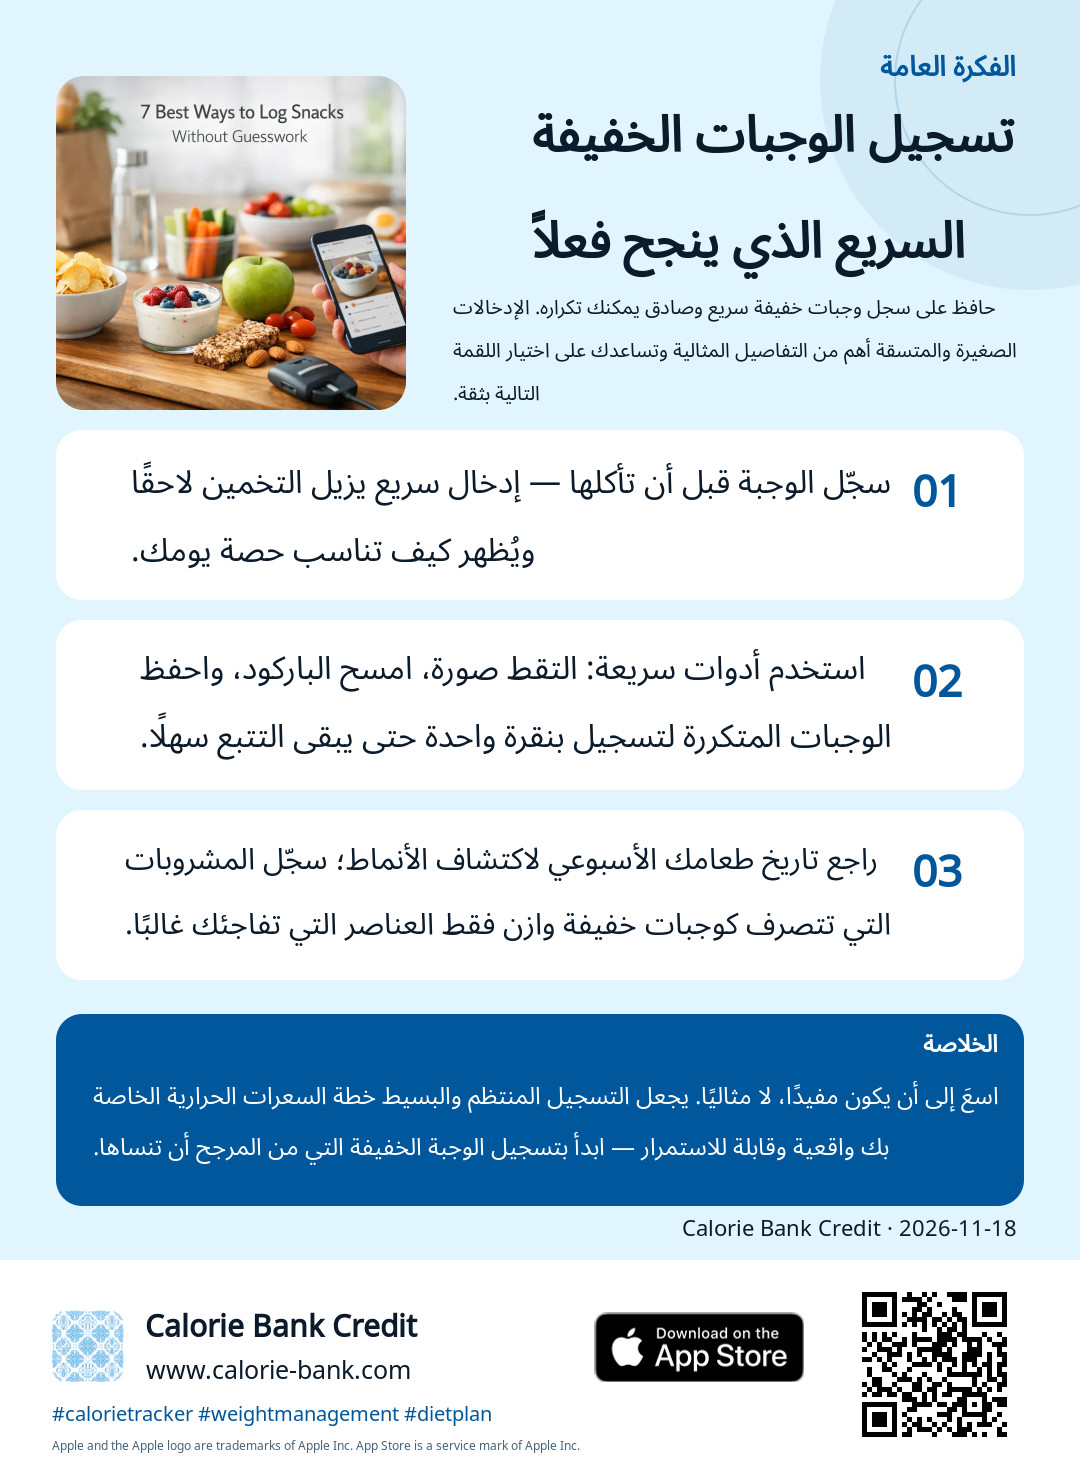 الفكرة العامة
تسجيل الوجبات الخفيفة
السريع الذي ينجح فعلاً
حافظ على سجل وجبات خفيفة سريع وصادق يمكنك تكراره. الإدخالات
الصغيرة والمتسقة أهم من التفاصيل المثالية وتساعدك على اختيار اللقمة
التالية بثقة.
7 Best Ways to Log Snacks
Without Guesswork
01
سجّل الوجبة قبل أن تأكلها — إدخال سريع يزيل التخمين لاحقًا
ويُظهر كيف تناسب حصة يومك.
02
استخدم أدوات سريعة: التقط صورة، امسح الباركود، واحفظ
الوجبات المتكررة لتسجيل بنقرة واحدة حتى يبقى التتبع سهلًا.
03
راجع تاريخ طعامك الأسبوعي لاكتشاف الأنماط؛ سجّل المشروبات
التي تتصرف كوجبات خفيفة وازن فقط العناصر التي تفاجئك غالبًا.
الخلاصة
اسعَ إلى أن يكون مفيدًا، لا مثاليًا. يجعل التسجيل المنتظم والبسيط خطة السعرات الحرارية الخاصة
بك واقعية وقابلة للاستمرار — ابدأ بتسجيل الوجبة الخفيفة التي من المرجح أن تنساها.
Calorie Bank Credit · 2026-11-18
Calorie Bank Credit
www.calorie-bank.com
#calorietracker #weightmanagement #dietplan
Apple and the Apple logo are trademarks of Apple Inc. App Store is a service mark of Apple Inc.
Download on the
App Store